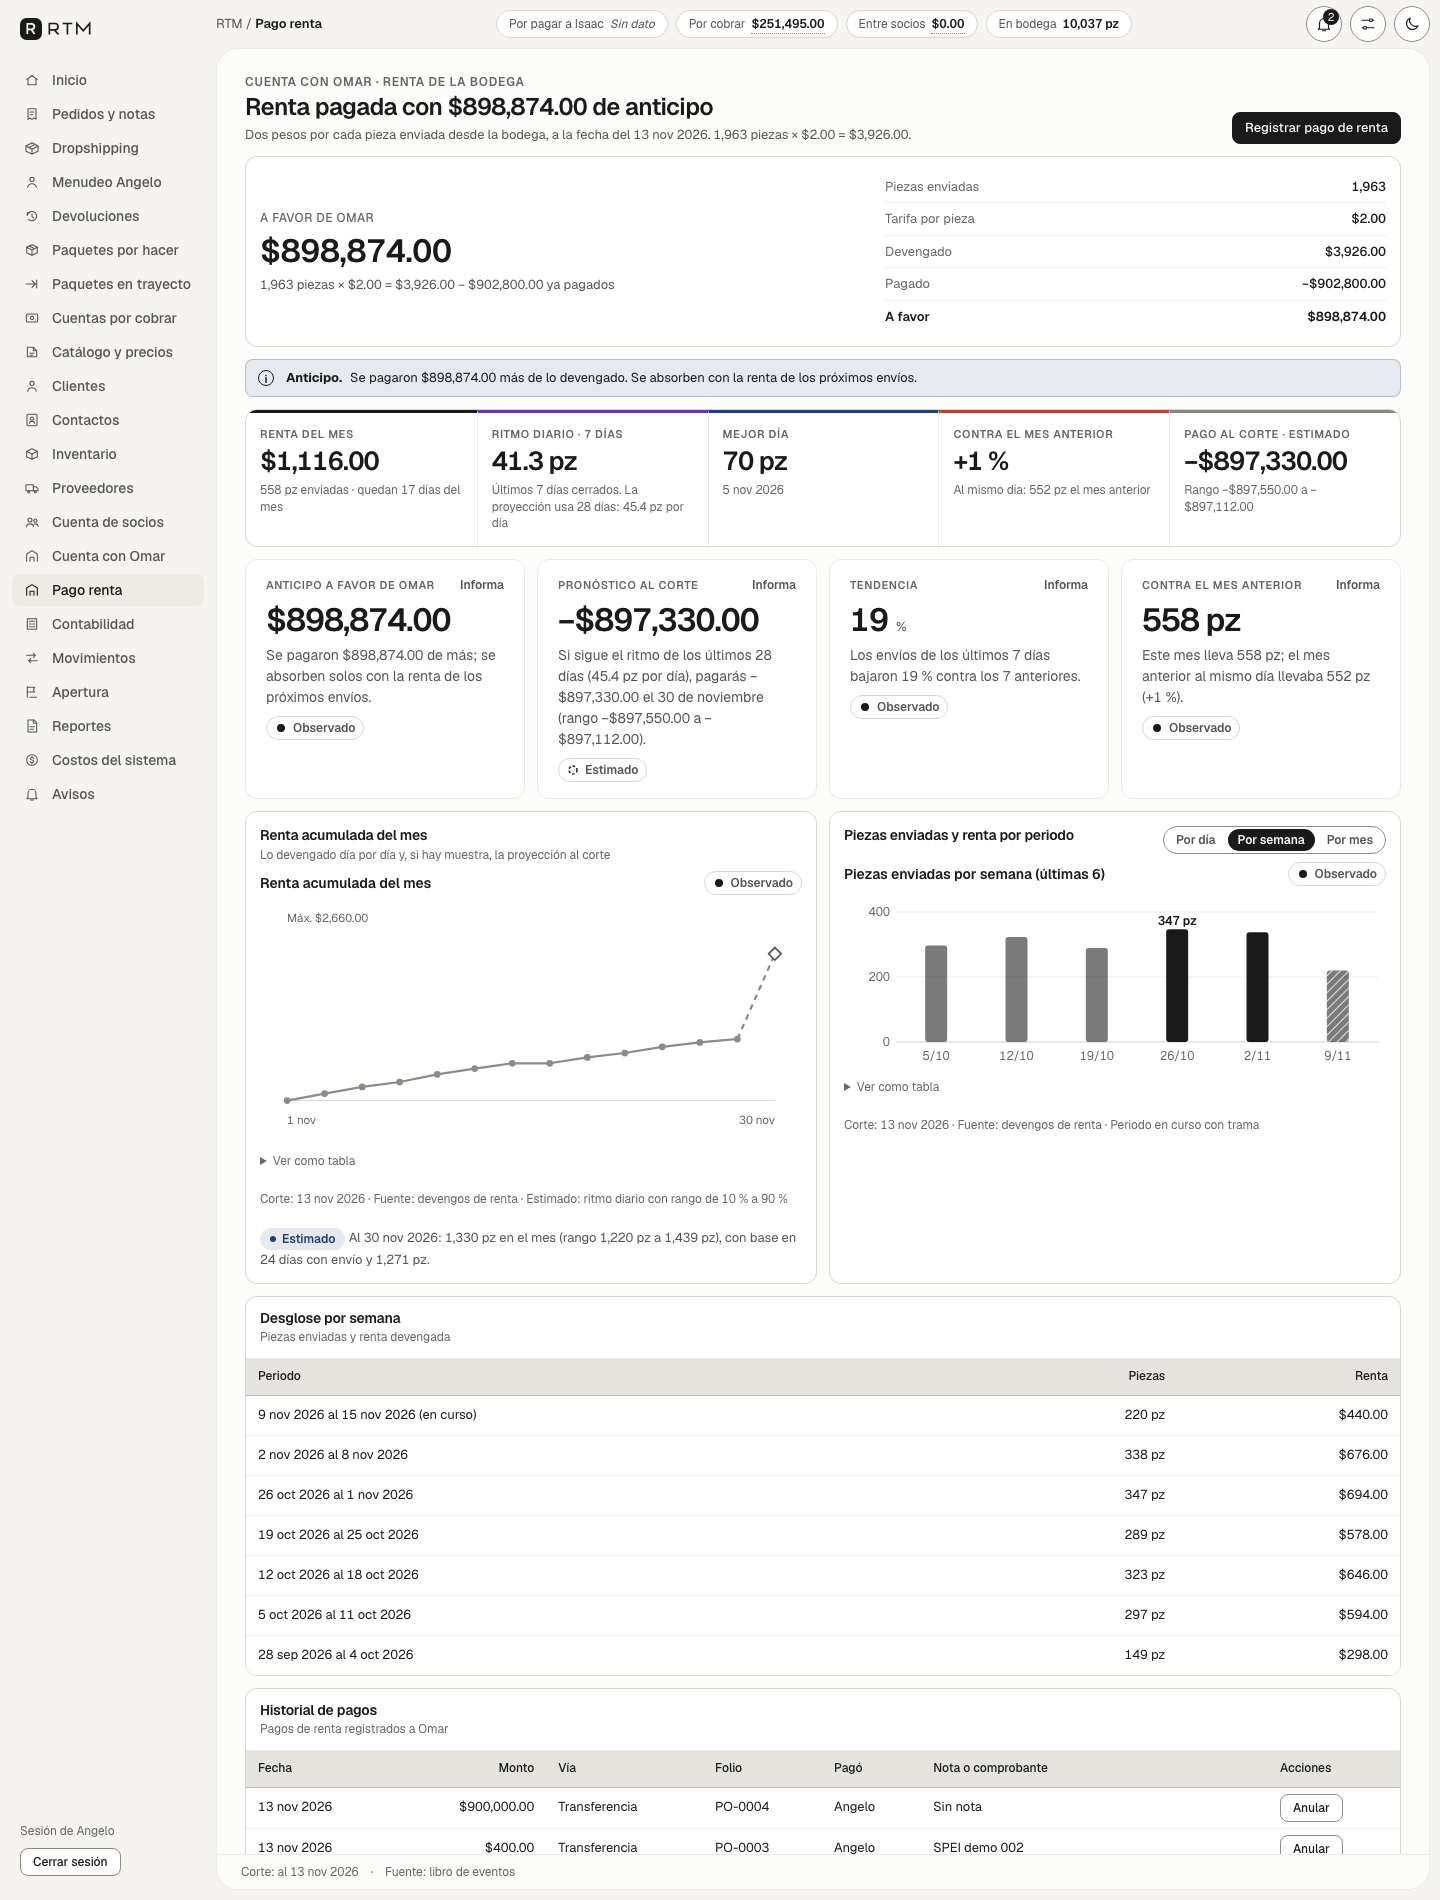 R RTM
RTM / Pago renta
Por pagar a Isaac Sin dato
Por cobrar $251,495.00
Entre socios $0.00
En bodega 10,037 pz
2
Inicio
Pedidos y notas
Dropshipping
Menudeo Angelo
Devoluciones
Paquetes por hacer
Paquetes en trayecto
Cuentas por cobrar
Catálogo y precios
Clientes
Contactos
Inventario
Proveedores
Cuenta de socios
Cuenta con Omar
Pago renta
Contabilidad
Movimientos
Apertura
Reportes
Costos del sistema
Avisos
Sesión de Angelo
Cerrar sesión
CUENTA CON OMAR · RENTA DE LA BODEGA
Renta pagada con $898,874.00 de anticipo
Dos pesos por cada pieza enviada desde la bodega, a la fecha del 13 nov 2026. 1,963 piezas × $2.00 = $3,926.00.
Registrar pago de renta
A FAVOR DE OMAR
$898,874.00
1,963 piezas × $2.00 = $3,926.00 − $902,800.00 ya pagados
Piezas enviadas 1,963
Tarifa por pieza $2.00
Devengado $3,926.00
Pagado −$902,800.00
A favor $898,874.00
Anticipo. Se pagaron $898,874.00 más de lo devengado. Se absorben con la renta de los próximos envíos.
RENTA DEL MES
$1,116.00
558 pz enviadas · quedan 17 días del
mes
RITMO DIARIO · 7 DÍAS
41.3 pz
Últimos 7 días cerrados. La
proyección usa 28 días: 45.4 pz por
día
MEJOR DÍA
70 pz
5 nov 2026
CONTRA EL MES ANTERIOR
+1 %
Al mismo día: 552 pz el mes anterior
PAGO AL CORTE · ESTIMADO
−$897,330.00
Rango −$897,550.00 a −
$897,112.00
ANTICIPO A FAVOR DE OMAR Informa
$898,874.00
Se pagaron $898,874.00 de más; se
absorben solos con la renta de los
próximos envíos.
Observado
PRONÓSTICO AL CORTE Informa
−$897,330.00
Si sigue el ritmo de los últimos 28
días (45.4 pz por día), pagarás −
$897,330.00 el 30 de noviembre
(rango −$897,550.00 a −
$897,112.00).
Estimado
TENDENCIA Informa
19 %
Los envíos de los últimos 7 días
bajaron 19 % contra los 7 anteriores.
Observado
CONTRA EL MES ANTERIOR Informa
558 pz
Este mes lleva 558 pz; el mes
anterior al mismo día llevaba 552 pz
(+1 %).
Observado
Renta acumulada del mes
Lo devengado día por día y, si hay muestra, la proyección al corte
Renta acumulada del mes Observado
Máx. $2,660.00
1 nov 30 nov
Ver como tabla
Corte: 13 nov 2026 · Fuente: devengos de renta · Estimado: ritmo diario con rango de 10 % a 90 %
Estimado Al 30 nov 2026: 1,330 pz en el mes (rango 1,220 pz a 1,439 pz), con base en
24 días con envío y 1,271 pz.
Piezas enviadas y renta por periodo
Por día Por semana Por mes
Piezas enviadas por semana (últimas 6) Observado
400
347 pz
200
0
5/10 12/10 19/10 26/10 2/11 9/11
Ver como tabla
Corte: 13 nov 2026 · Fuente: devengos de renta · Periodo en curso con trama
Desglose por semana
Piezas enviadas y renta devengada
Periodo Piezas Renta
9 nov 2026 al 15 nov 2026 (en curso) 220 pz $440.00
2 nov 2026 al 8 nov 2026 338 pz $676.00
26 oct 2026 al 1 nov 2026 347 pz $694.00
19 oct 2026 al 25 oct 2026 289 pz $578.00
12 oct 2026 al 18 oct 2026 323 pz $646.00
5 oct 2026 al 11 oct 2026 297 pz $594.00
28 sep 2026 al 4 oct 2026 149 pz $298.00
Historial de pagos
Pagos de renta registrados a Omar
Fecha Monto Vía Folio Pagó Nota o comprobante Acciones
13 nov 2026 $900,000.00 Transferencia PO-0004 Angelo Sin nota Anular
13 nov 2026 $400.00 Transferencia PO-0003 Angelo SPEI demo 002 Anular
Corte: al 13 nov 2026 · Fuente: libro de eventos